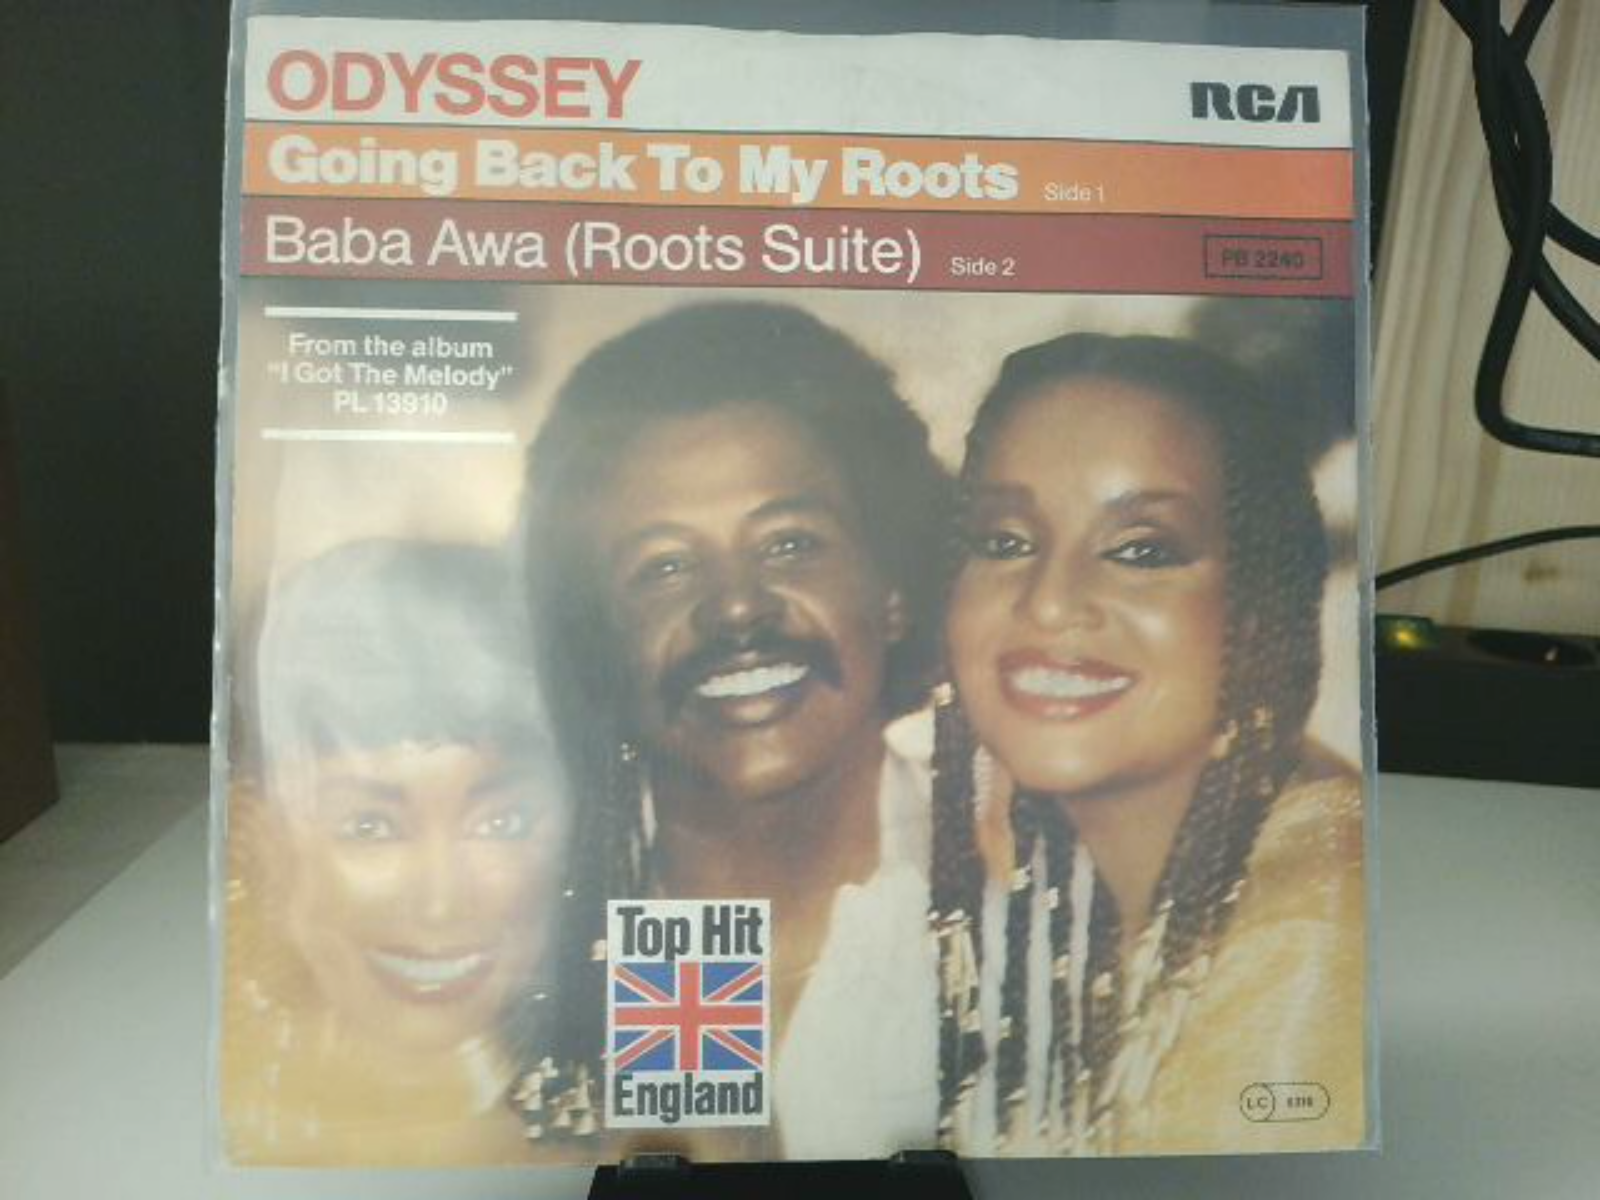 ODYSSEY
RCA
Going Back To My Roots Side 1
Baba Awa (Roots Suite) Side 2
PB 2240
From the album
"I Got The Melody"
PL 13910
Top Hit
England
LC